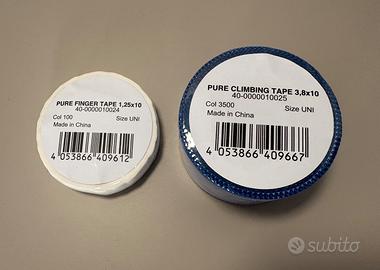 PURE FINGER TAPE 1,25x10
40-0000010024
Col 100 Size UNI
Made in China
4 053866 409612
PURE CLIMBING TAPE 3,8x10
40-0000010025
Col 3500 Size UNI
Made in China
4 053866 409667
subito